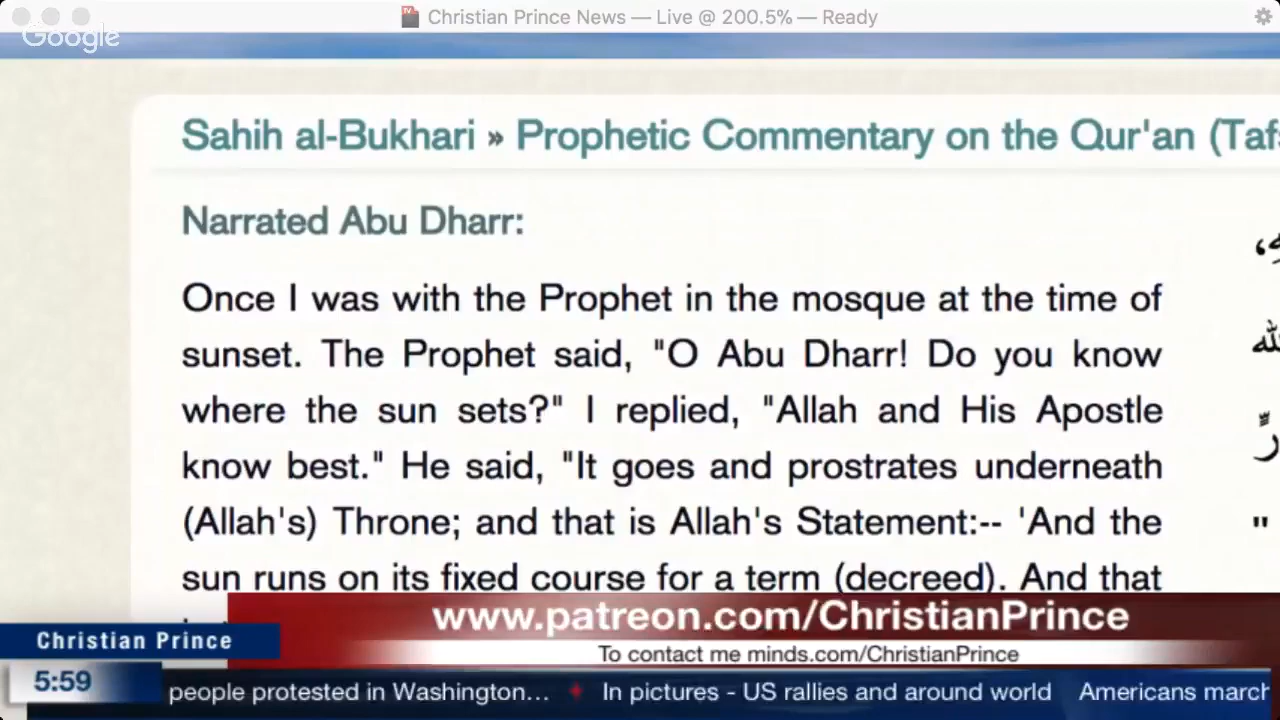 Christian Prince News — Live @ 200.5% — Ready
Google
Sahih al-Bukhari » Prophetic Commentary on the Qur'an (Tafs
Narrated Abu Dharr:
Once I was with the Prophet in the mosque at the time of
sunset. The Prophet said, "O Abu Dharr! Do you know
where the sun sets?" I replied, "Allah and His Apostle
know best." He said, "It goes and prostrates underneath
(Allah's) Throne; and that is Allah's Statement:-- 'And the
sun runs on its fixed course for a term (decreed). And that
www.patreon.com/ChristianPrince
Christian Prince
To contact me minds.com/ChristianPrince
5:59
people protested in Washington... ♦ In pictures - US rallies and around world Americans march